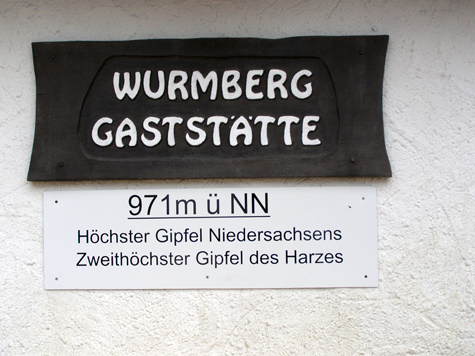 WURMBERG
GASTSTÄTTE
971m ü NN
Höchster Gipfel Niedersachsens
Zweithöchster Gipfel des Harzes